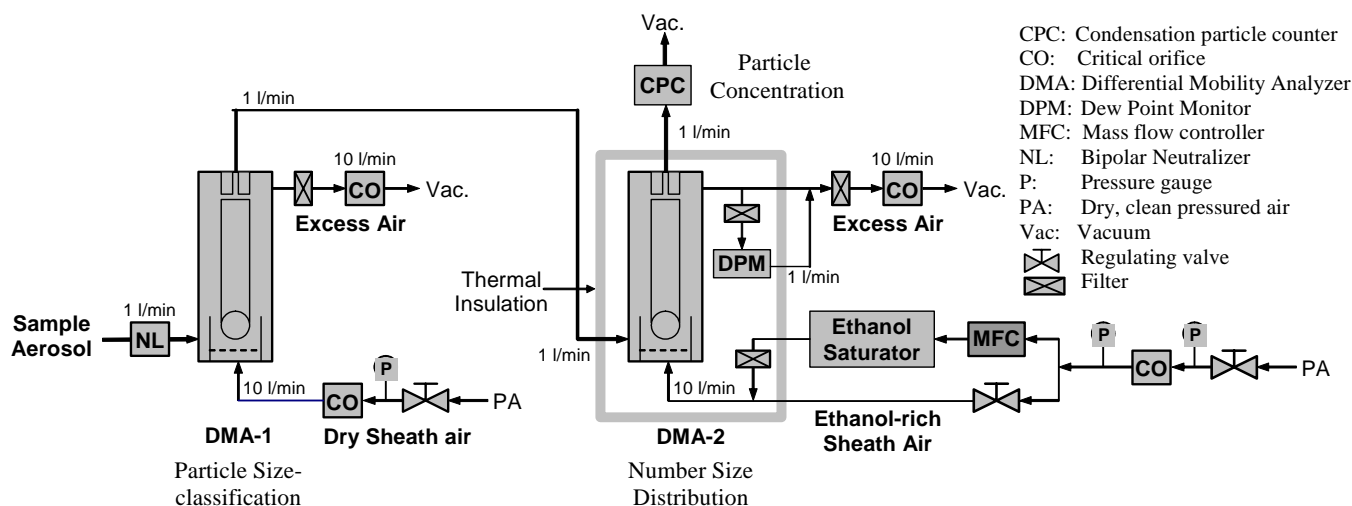 Vac.
CPC
Particle
Concentration
1 l/min
1 l/min
10 l/min
CO
Vac.
Excess Air
10 l/min
CO
Vac.
Excess Air
DPM
1 l/min
Thermal
Insulation
Sample
Aerosol
1 l/min
NL
1 l/min
Ethanol
Saturator
MFC
P
P
CO
PA
10 l/min
P
CO
PA
10 l/min
DMA-1
Dry Sheath air
DMA-2
Ethanol-rich
Sheath Air
Particle Size-
classification
Number Size
Distribution
CPC: Condensation particle counter
CO: Critical orifice
DMA: Differential Mobility Analyzer
DPM: Dew Point Monitor
MFC: Mass flow controller
NL: Bipolar Neutralizer
P: Pressure gauge
PA: Dry, clean pressured air
Vac: Vacuum
Regulating valve
Filter